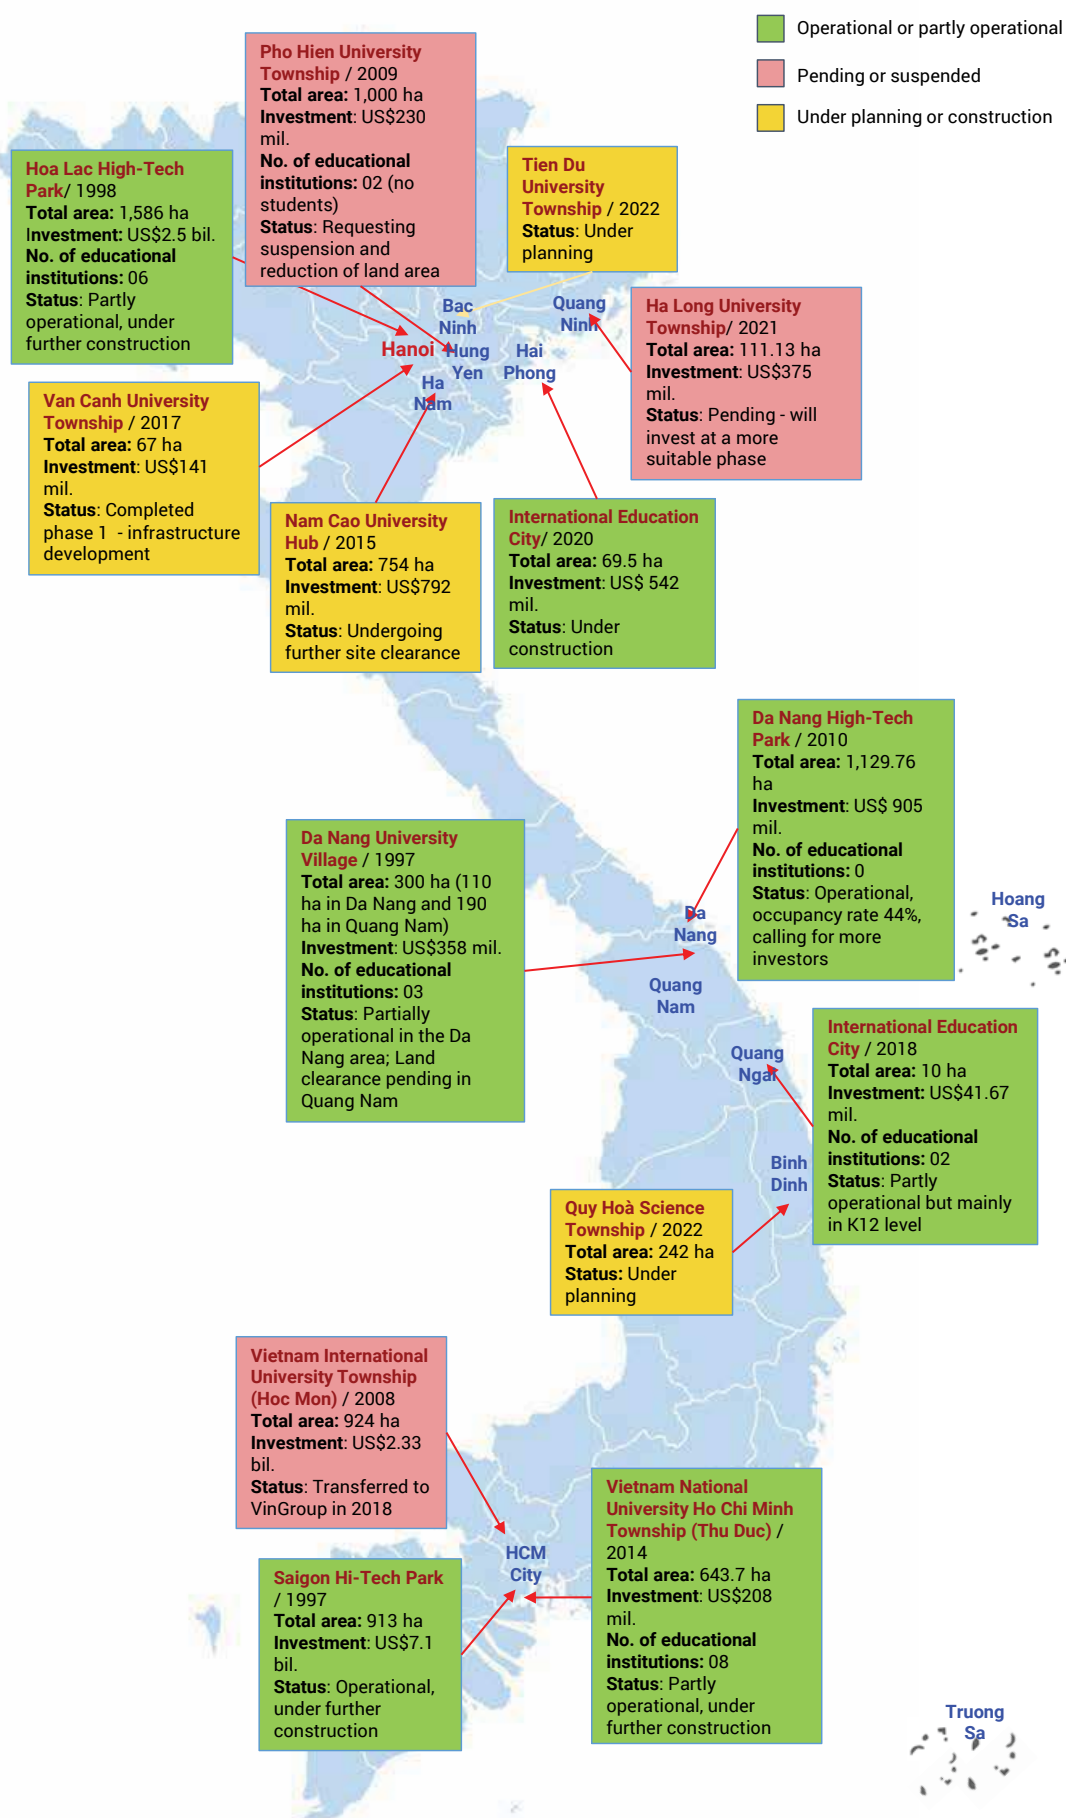 Operational or partly operational
Pending or suspended
Under planning or construction
Pho Hien University
Township / 2009
Total area: 1,000 ha
Investment: US$230
mil.
No. of educational
institutions: 02 (no
students)
Status: Requesting
suspension and
reduction of land area
Hoa Lac High-Tech
Park/ 1998
Total area: 1,586 ha
Investment: US$2.5 bil.
No. of educational
institutions: 06
Status: Partly
operational, under
further construction
Tien Du
University
Township / 2022
Status: Under
planning
Bac
Ninh
Quang
Ninh
Hanoi
Hung
Yen
Hai
Phong
Ha
Nam
Ha Long University
Township/ 2021
Total area: 111.13 ha
Investment: US$375
mil.
Status: Pending - will
invest at a more
suitable phase
Van Canh University
Township / 2017
Total area: 67 ha
Investment: US$141
mil.
Status: Completed
phase 1 - infrastructure
development
Nam Cao University
Hub / 2015
Total area: 754 ha
Investment: US$792
mil.
Status: Undergoing
further site clearance
International Education
City/ 2020
Total area: 69.5 ha
Investment: US$ 542
mil.
Status: Under
construction
Da Nang High-Tech
Park / 2010
Total area: 1,129.76
ha
Investment: US$ 905
mil.
No. of educational
institutions: 0
Status: Operational,
occupancy rate 44%,
calling for more
investors
Da Nang University
Village / 1997
Total area: 300 ha (110
ha in Da Nang and 190
ha in Quang Nam)
Investment: US$358 mil.
No. of educational
institutions: 03
Status: Partially
operational in the Da
Nang area; Land
clearance pending in
Quang Nam
Da
Nang
Hoang
Sa
Quang
Nam
Quang
Ngai
International Education
City / 2018
Total area: 10 ha
Investment: US$41.67
mil.
No. of educational
institutions: 02
Status: Partly
operational but mainly
in K12 level
Binh
Dinh
Quy Hoà Science
Township / 2022
Total area: 242 ha
Status: Under
planning
Vietnam International
University Township
(Hoc Mon) / 2008
Total area: 924 ha
Investment: US$2.33
bil.
Status: Transferred to
VinGroup in 2018
HCM
City
Vietnam National
University Ho Chi Minh
Township (Thu Duc) /
2014
Total area: 643.7 ha
Investment: US$208
mil.
No. of educational
institutions: 08
Status: Partly
operational, under
further construction
Saigon Hi-Tech Park
/ 1997
Total area: 913 ha
Investment: US$7.1
bil.
Status: Operational,
under further
construction
Truong
Sa